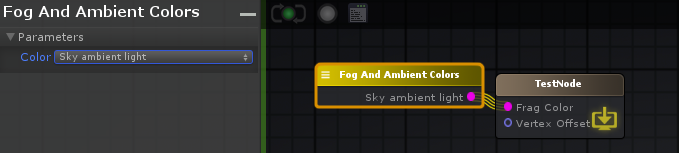 Fog And Ambient Colors
Parameters
Color Sky ambient light
Fog And Ambient Colors
Sky ambient light
TestNode
Frag Color
Vertex Offset